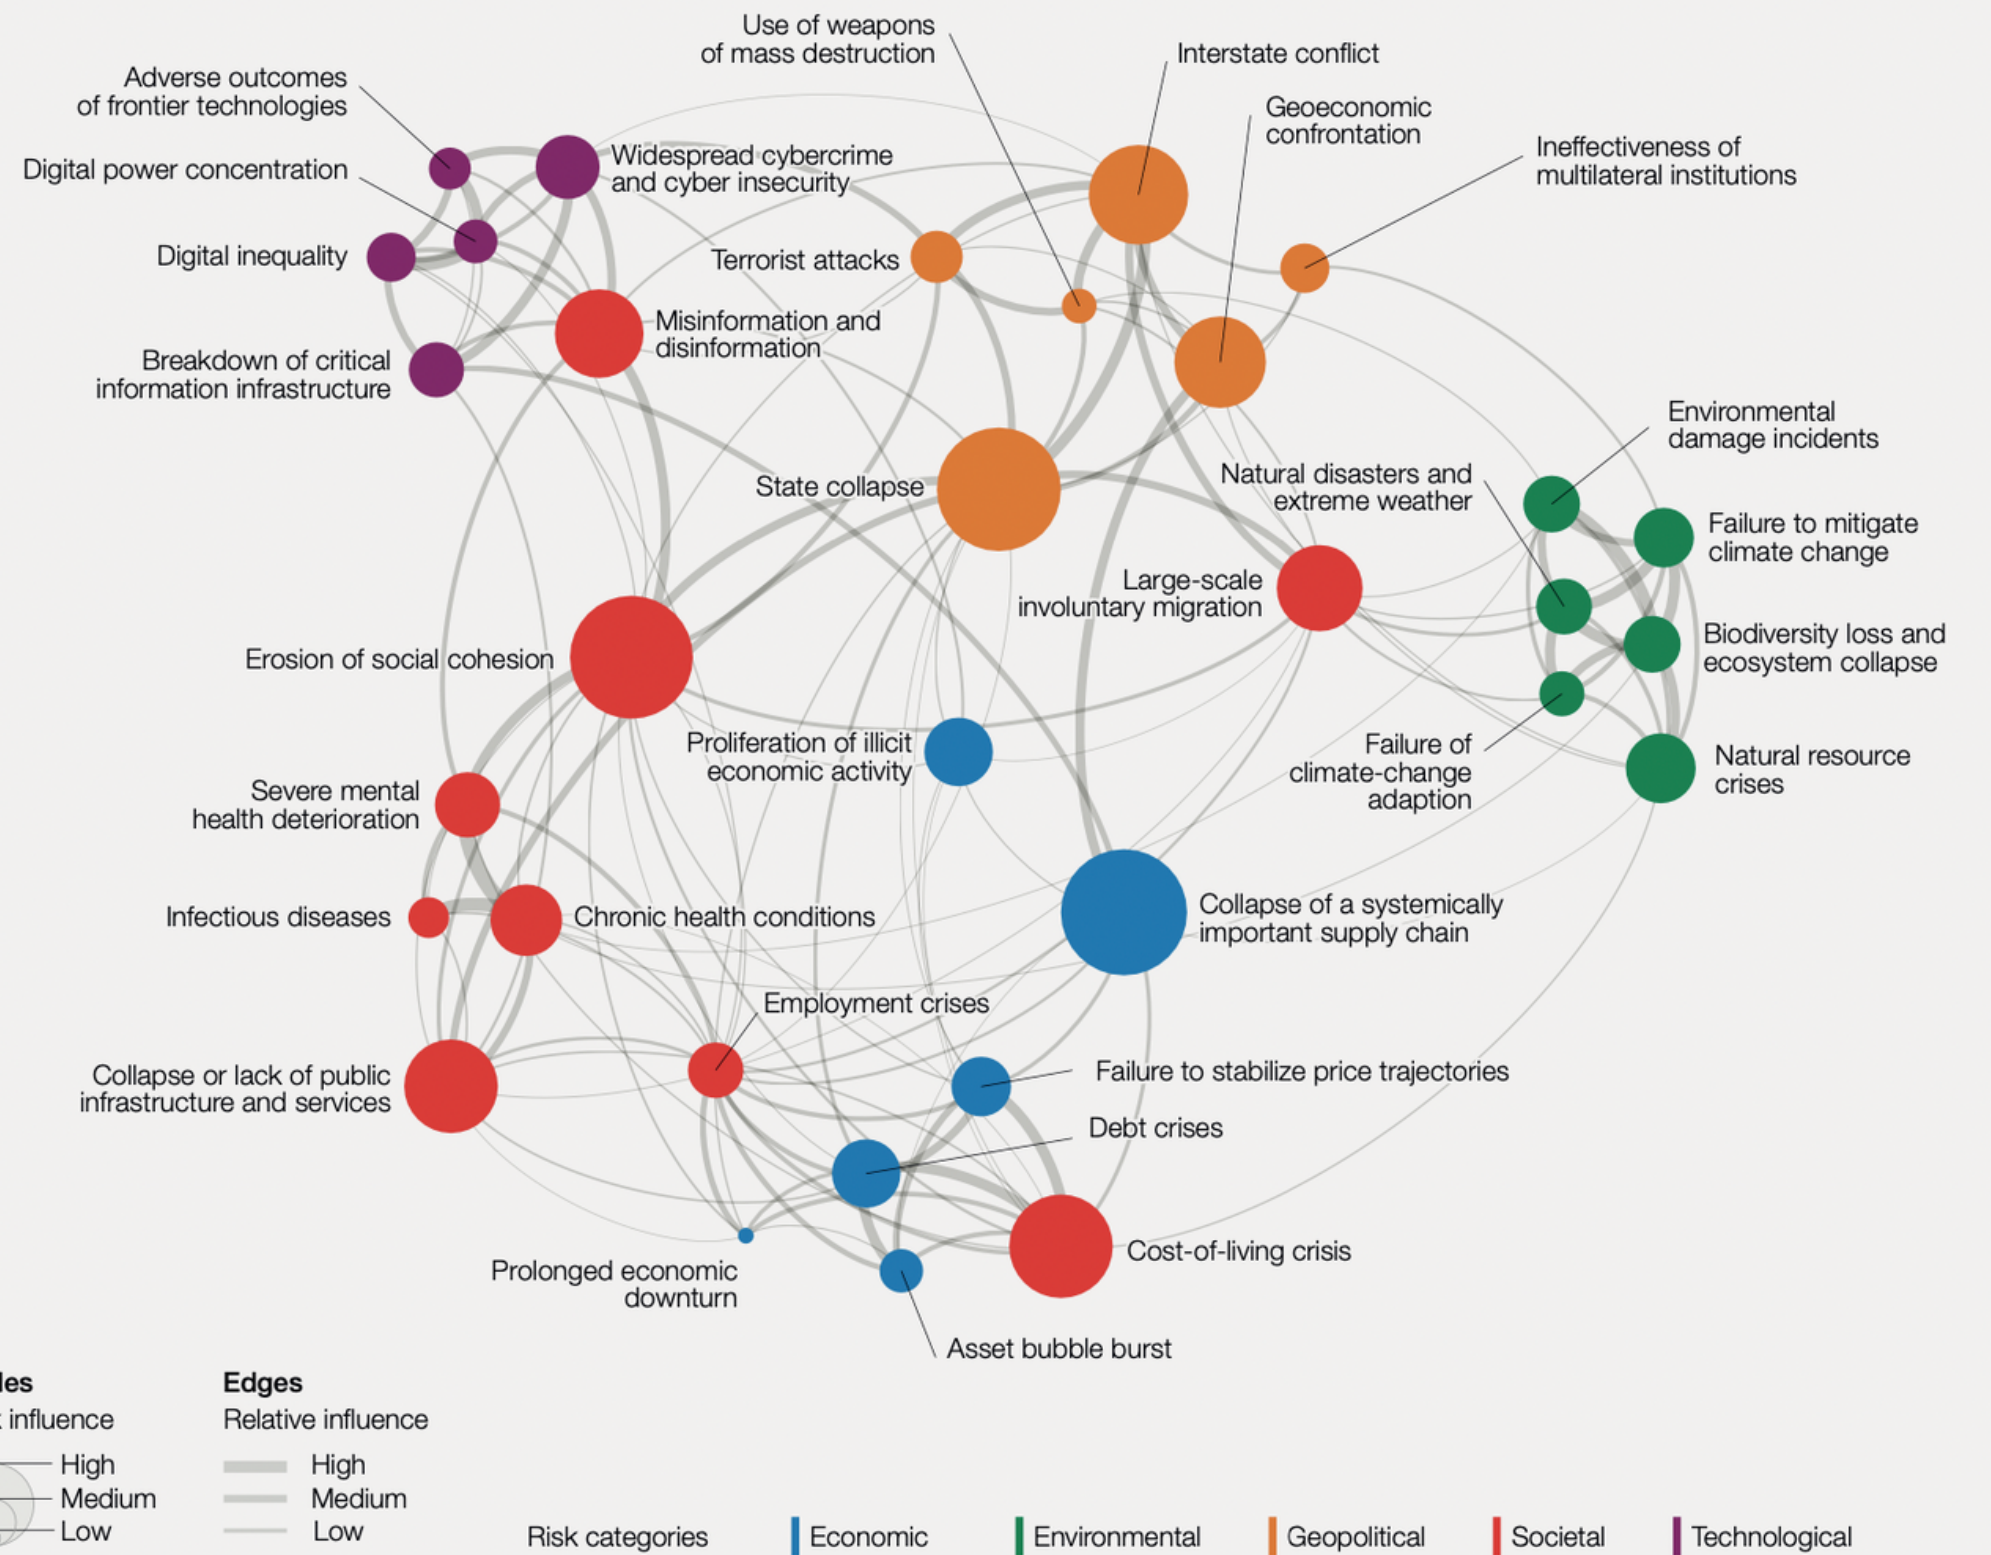 Use of weapons
of mass destruction
Interstate conflict
Adverse outcomes
of frontier technologies
Geoeconomic
confrontation
Ineffectiveness of
multilateral institutions
Digital power concentration
Widespread cybercrime
and cyber insecurity
Digital inequality
Terrorist attacks
Misinformation and
disinformation
Breakdown of critical
information infrastructure
Environmental
damage incidents
Natural disasters and
extreme weather
State collapse
Failure to mitigate
climate change
Large-scale
involuntary migration
Biodiversity loss and
ecosystem collapse
Erosion of social cohesion
Proliferation of illicit
economic activity
Failure of
climate-change
adaption
Natural resource
crises
Severe mental
health deterioration
Infectious diseases
Chronic health conditions
Collapse of a systemically
important supply chain
Employment crises
Collapse or lack of public
infrastructure and services
Failure to stabilize price trajectories
Debt crises
Cost-of-living crisis
Prolonged economic
downturn
Asset bubble burst
les
influence
High
Medium
Low
Edges
Relative influence
High
Medium
Low
Risk categories
Economic
Environmental
Geopolitical
Societal
Technological